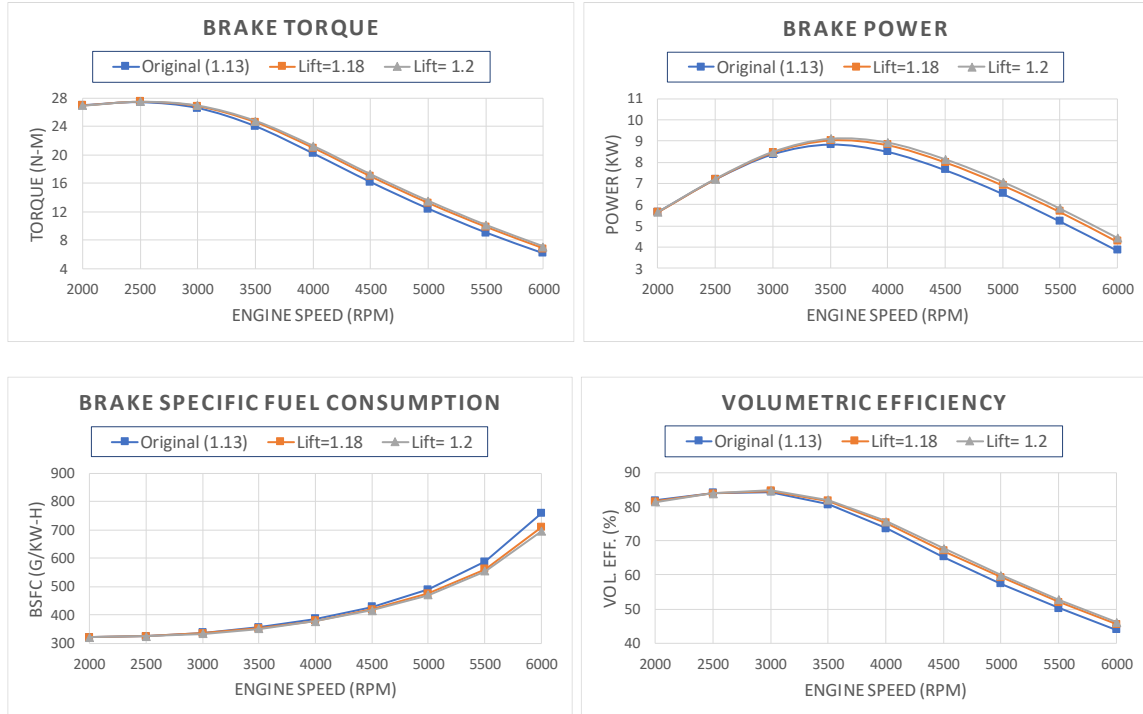 BRAKE TORQUE
Original (1.13) Lift=1.18 Lift= 1.2
TORQUE (N-M)
28
24
20
16
12
8
4
2000 2500 3000 3500 4000 4500 5000 5500 6000
ENGINE SPEED (RPM)
BRAKE POWER
Original (1.13) Lift=1.18 Lift= 1.2
POWER (KW)
11
10
9
8
7
6
5
4
3
2000 2500 3000 3500 4000 4500 5000 5500 6000
ENGINE SPEED (RPM)
BRAKE SPECIFIC FUEL CONSUMPTION
Original (1.13) Lift=1.18 Lift= 1.2
BSFC (G/KW-H)
900
800
700
600
500
400
300
2000 2500 3000 3500 4000 4500 5000 5500 6000
ENGINE SPEED (RPM)
VOLUMETRIC EFFICIENCY
Original (1.13) Lift=1.18 Lift= 1.2
VOL. EFF. (%)
90
80
70
60
50
40
2000 2500 3000 3500 4000 4500 5000 5500 6000
ENGINE SPEED (RPM)